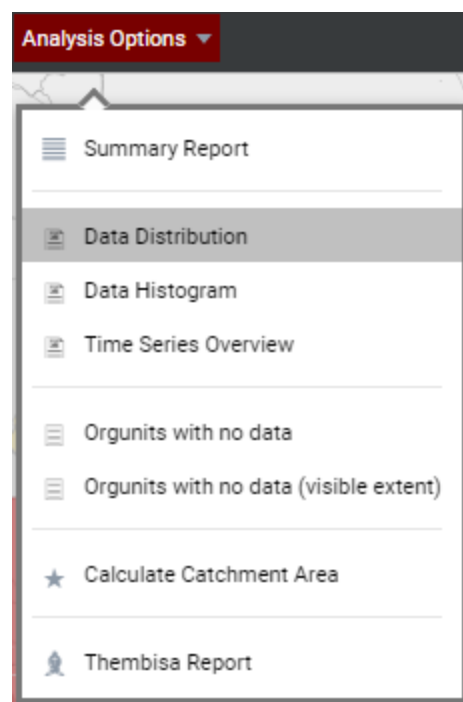 Analysis Options
Summary Report
Data Distribution
Data Histogram
Time Series Overview
Orgunits with no data
Orgunits with no data (visible extent)
Calculate Catchment Area
Thembisa Report